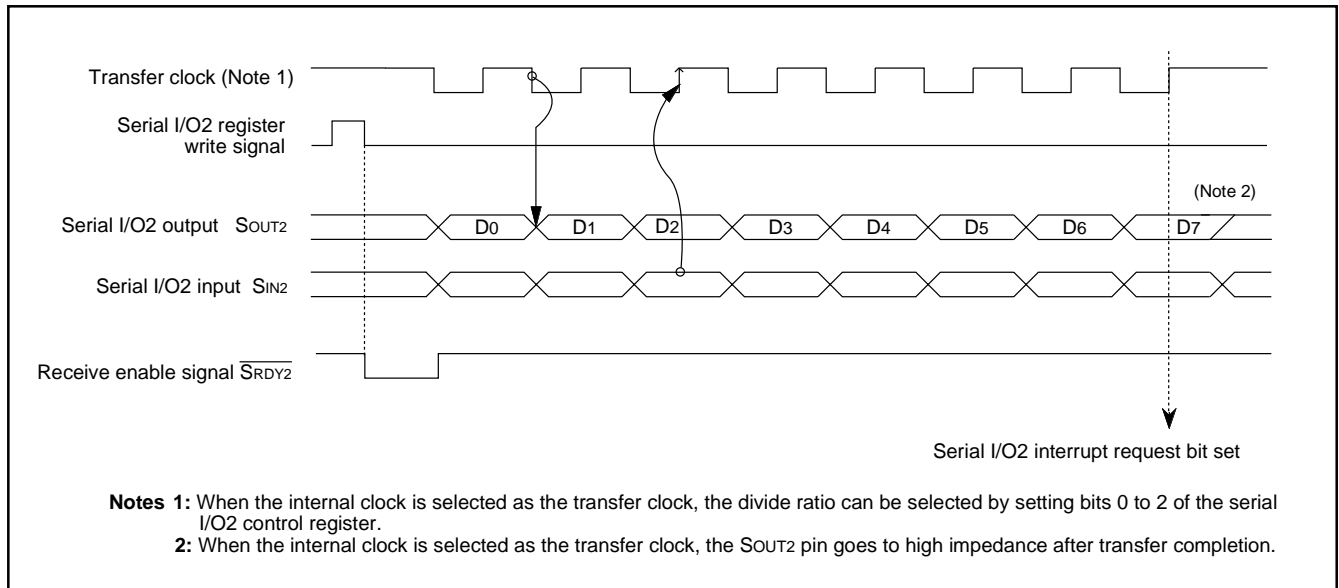 Transfer clock (Note 1)
Serial I/O2 register
write signal
(Note 2)
Serial I/O2 output SOUT2
D0 D1 D2 D3 D4 D5 D6 D7
Serial I/O2 input SIN2
Receive enable signal SRDY2
Serial I/O2 interrupt request bit set
Notes 1: When the internal clock is selected as the transfer clock, the divide ratio can be selected by setting bits 0 to 2 of the serial
I/O2 control register.
2: When the internal clock is selected as the transfer clock, the SOUT2 pin goes to high impedance after transfer completion.